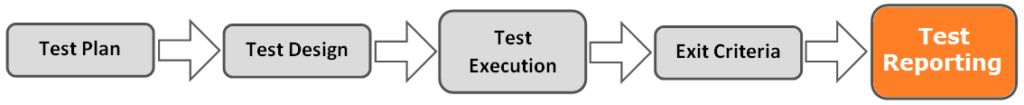 Test Plan
Test Design
Test
Execution
Exit Criteria
Test
Reporting